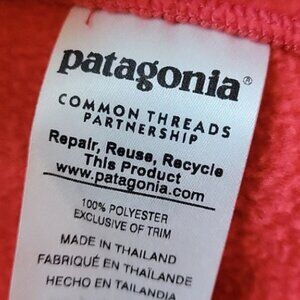 patagonia®
COMMON THREADS
PARTNERSHIP
Repair, Reuse, Recycle
This Product
www.patagonia.com
100% POLYESTER
EXCLUSIVE OF TRIM
MADE IN THAILAND
FABRIQUÉ EN THAÏLANDE
HECHO EN TAILANDIA